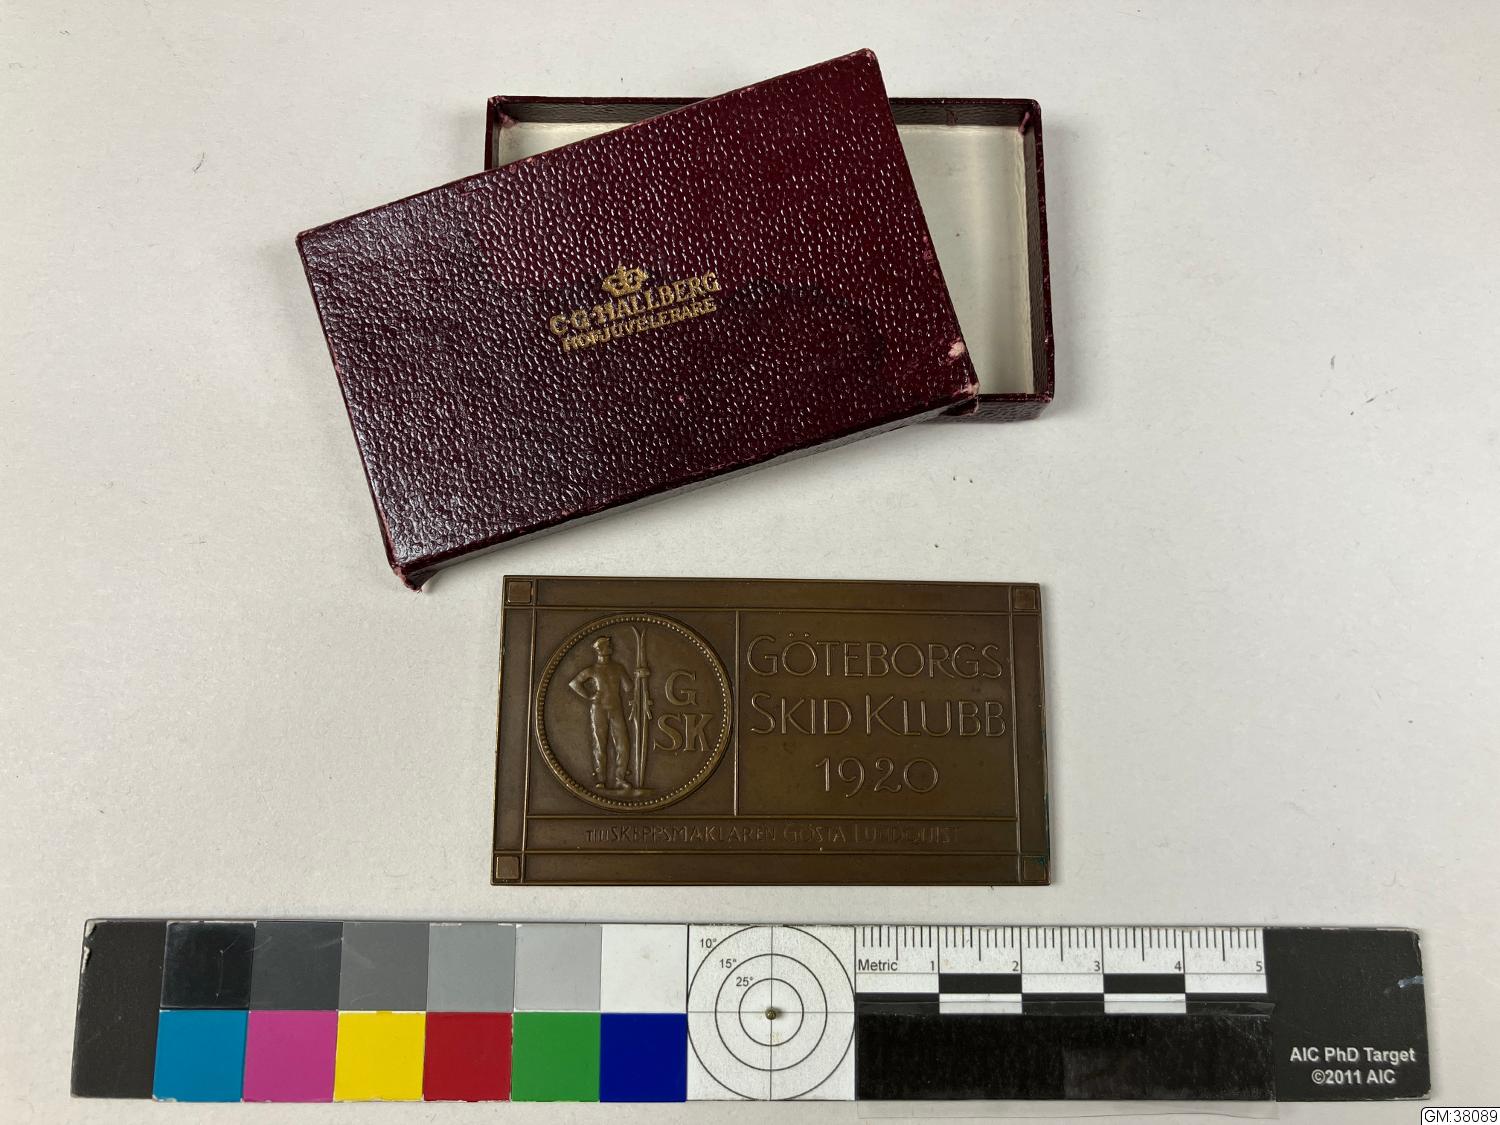 C·G·HALLBERG
HOFJUVELERARE
G
SK
GÖTEBORGS
SKID KLUBB
1920
TILL SKEPPSMÄKLAREN GÖSTA LUNDQUIST
10°
15°
25°
Metric 1 2 3 4 5
AIC PhD Target
©2011 AIC
GM:38089